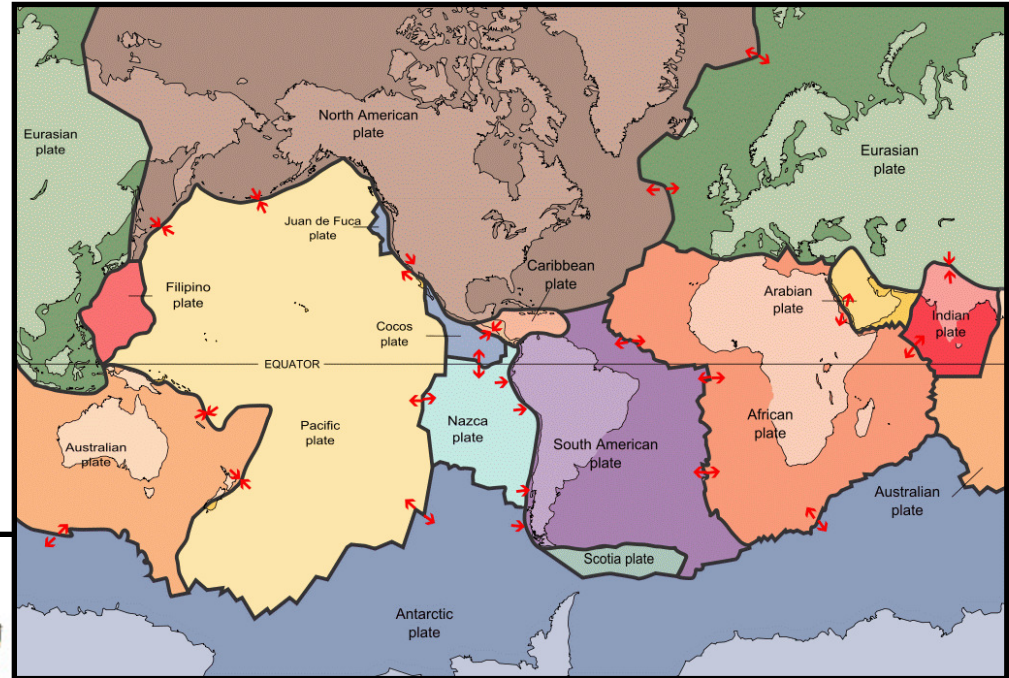 North American
plate
Eurasian
plate
Eurasian
plate
Juan de Fuca
plate
Caribbean
plate
Filipino
plate
Arabian
plate
Cocos
plate
Indian
plate
EQUATOR
Pacific
plate
Nazca
plate
African
plate
South American
plate
Australian
plate
Australian
plate
Scotia plate
Antarctic
plate